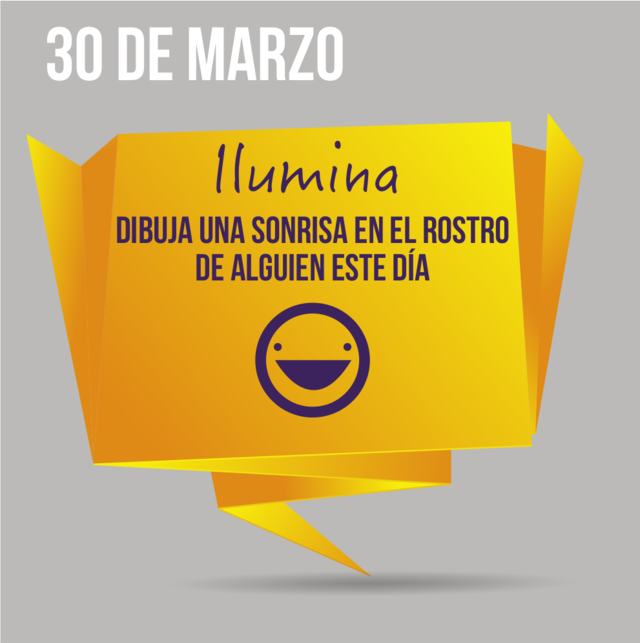 30 DE MARZO
Ilumina
DIBUJA UNA SONRISA EN EL ROSTRO
DE ALGUIEN ESTE DÍA